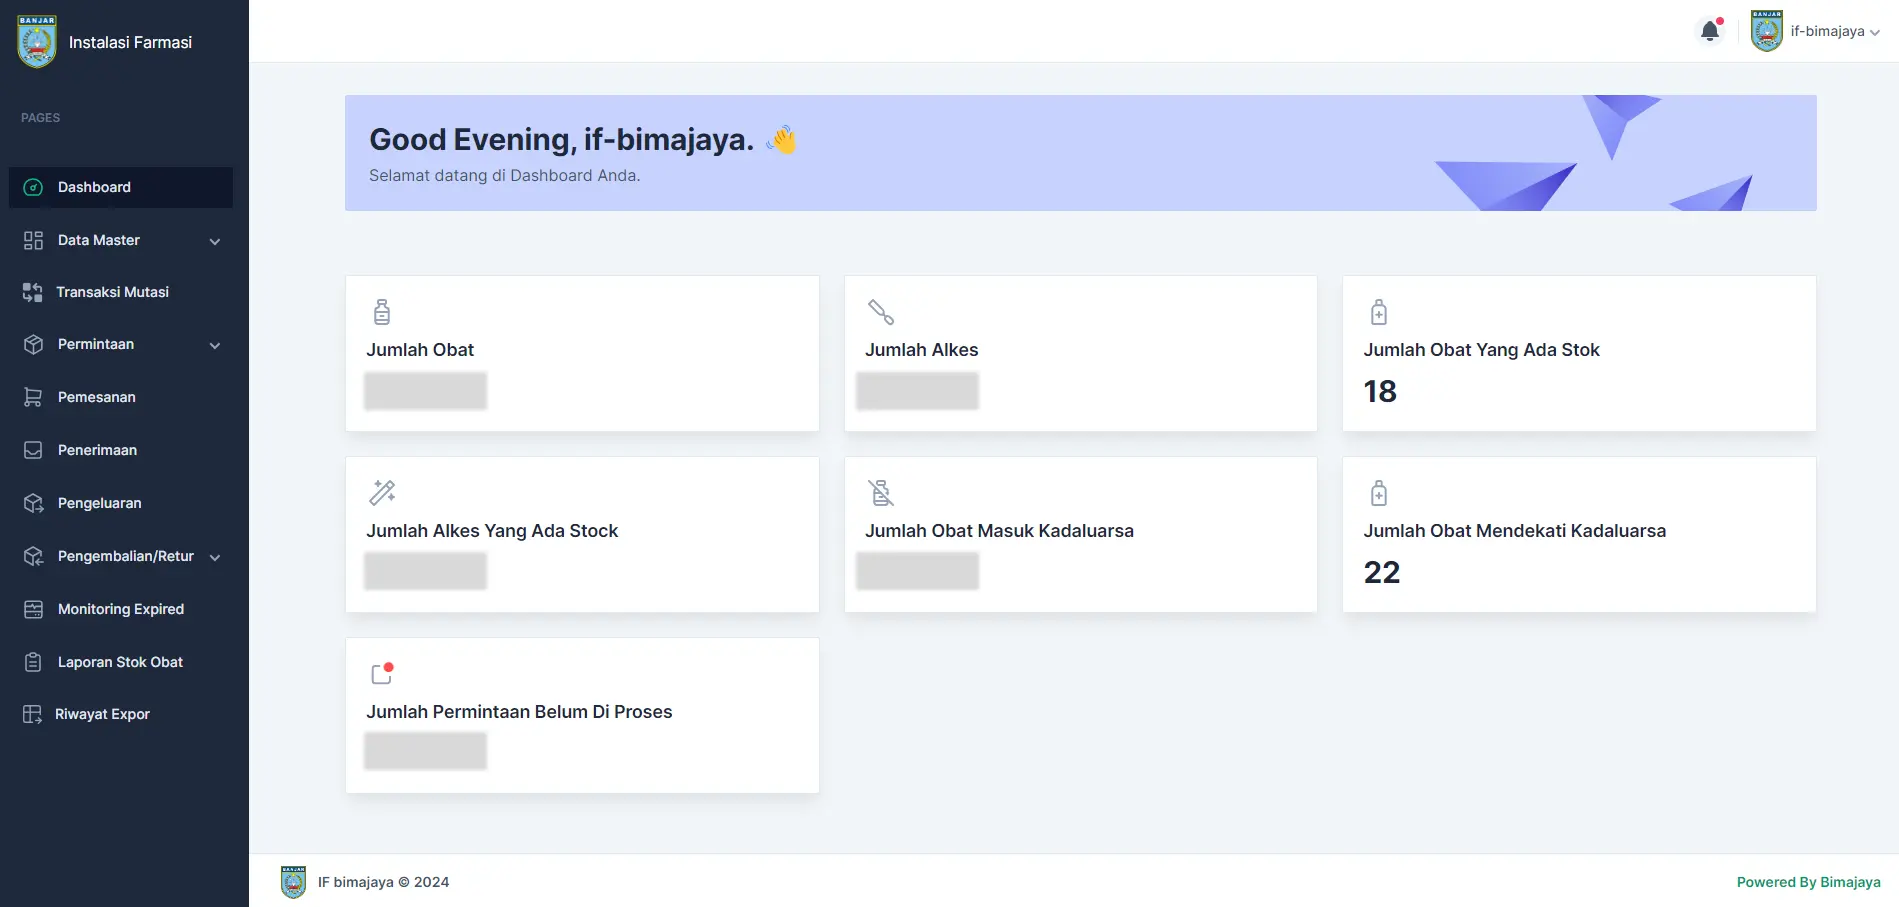 BANJAR
Instalasi Farmasi
PAGES
Dashboard
Data Master
Transaksi Mutasi
Permintaan
Pemesanan
Penerimaan
Pengeluaran
Pengembalian/Retur
Monitoring Expired
Laporan Stok Obat
Riwayat Expor
BANJAR
if-bimajaya
Good Evening, if-bimajaya. 👋
Selamat datang di Dashboard Anda.
Jumlah Obat
Jumlah Alkes
Jumlah Obat Yang Ada Stok
18
Jumlah Alkes Yang Ada Stock
Jumlah Obat Masuk Kadaluarsa
Jumlah Obat Mendekati Kadaluarsa
22
Jumlah Permintaan Belum Di Proses
BANJAR
IF bimajaya © 2024
Powered By Bimajaya